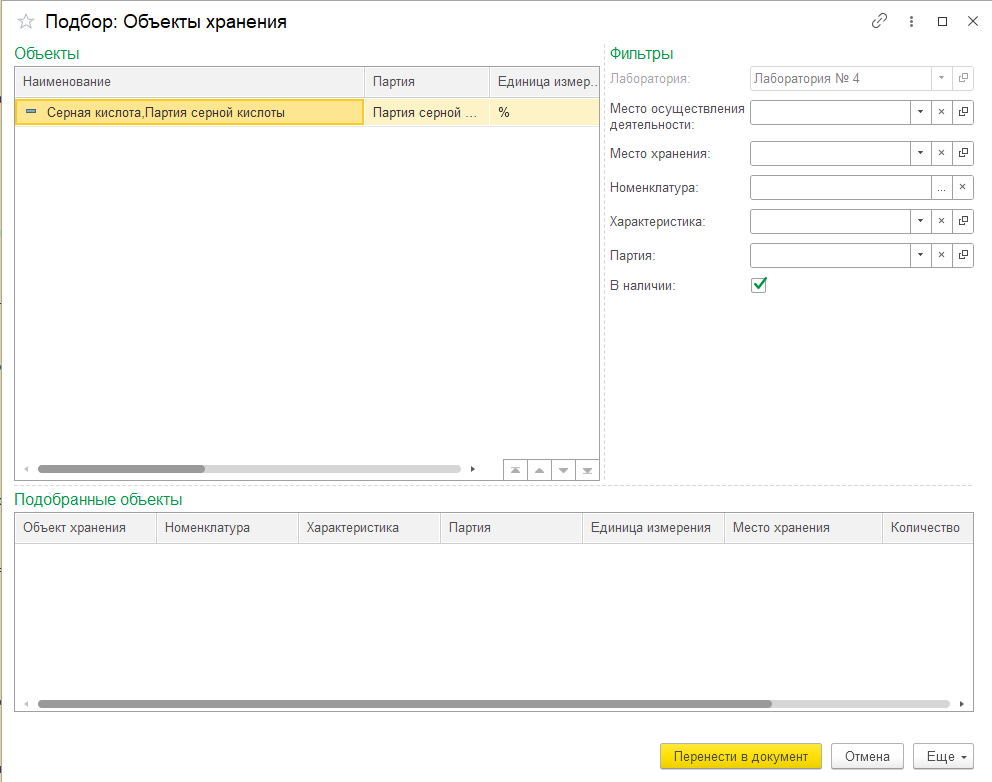 Подбор: Объекты хранения
Объекты
Наименование Партия Единица измер...
Серная кислота,Партия серной кислоты Партия серной ... %
Фильтры
Лаборатория: Лаборатория № 4
Место осуществления
деятельности:
Место хранения:
Номенклатура:
Характеристика:
Партия:
В наличии:
Подобранные объекты
Объект хранения Номенклатура Характеристика Партия Единица измерения Место хранения Количество
Перенести в документ Отмена Еще